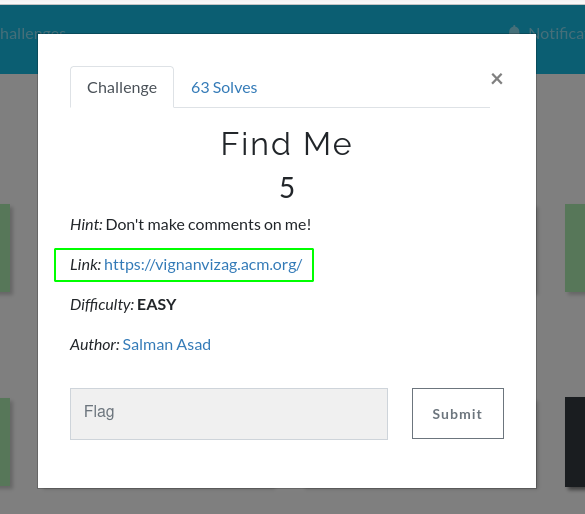 hallenges
Notifica
Challenge
63 Solves
×
Find Me
5
Hint: Don't make comments on me!
Link: https://vignanvizag.acm.org/
Difficulty: EASY
Author: Salman Asad
Flag
Submit